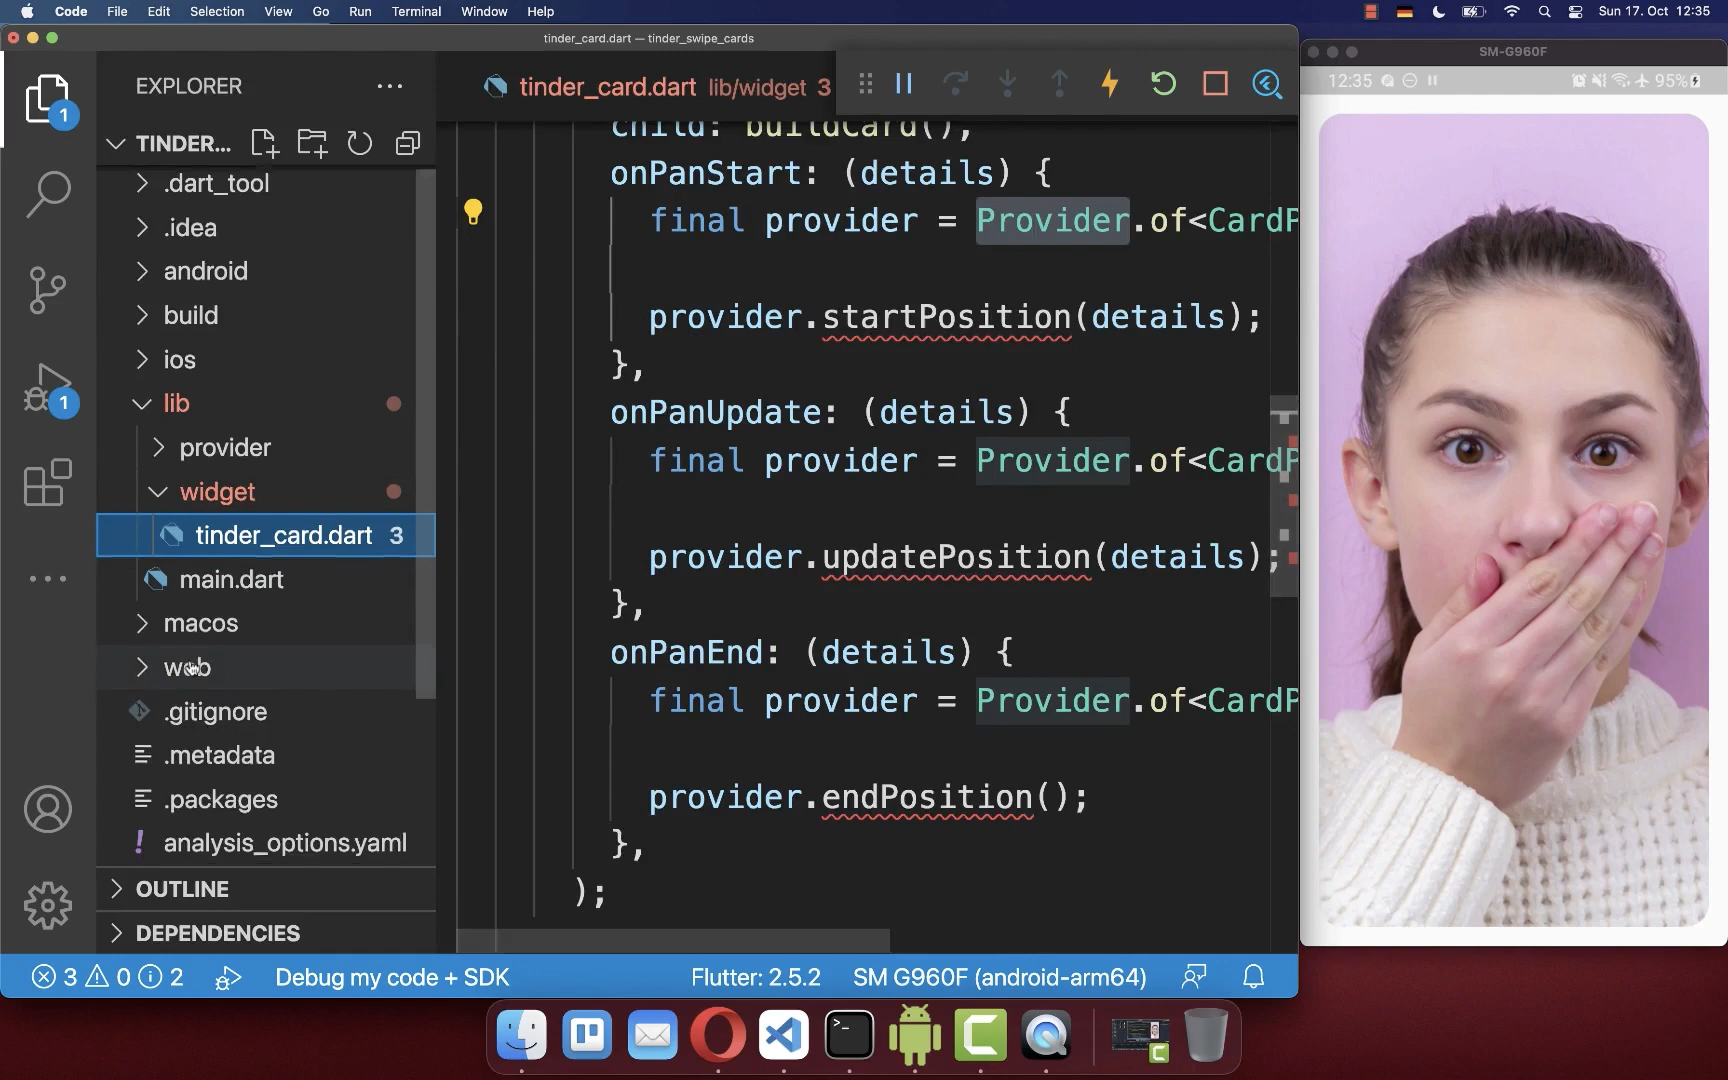 Code File Edit Selection View Go Run Terminal Window Help
Sun 17. Oct 12:35
tinder_card.dart — tinder_swipe_cards
SM-G960F
EXPLORER
tinder_card.dart lib/widget 3
12:35
95%
TINDER...
.dart_tool
.idea
android
build
ios
lib
provider
widget
tinder_card.dart 3
main.dart
macos
web
.gitignore
.metadata
.packages
! analysis_options.yaml
OUTLINE
DEPENDENCIES
1
1
child: buildCard(),
onPanStart: (details) {
final provider = Provider.of<CardP
provider.startPosition(details);
},
onPanUpdate: (details) {
final provider = Provider.of<CardP
provider.updatePosition(details);
},
onPanEnd: (details) {
final provider = Provider.of<CardP
provider.endPosition();
},
);
3 0 2 Debug my code + SDK Flutter: 2.5.2 SM G960F (android-arm64)